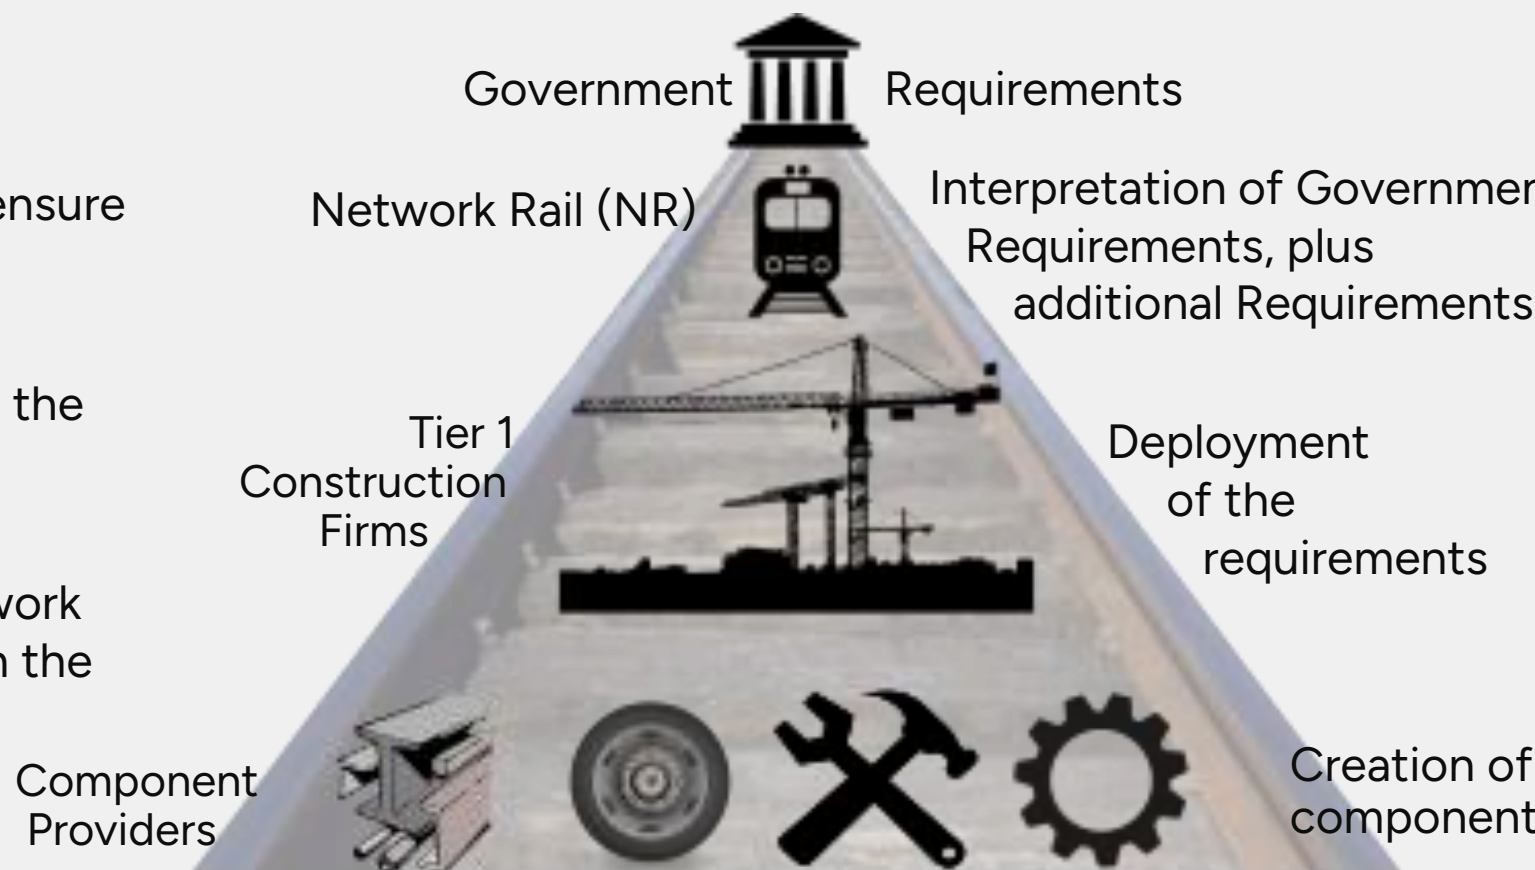 Government Requirements
ensure
Network Rail (NR)
Interpretation of Governmen
Requirements, plus
additional Requirements
the
Tier 1
Construction
Firms
Deployment
of the
requirements
work
the
Component
Providers
Creation of
component